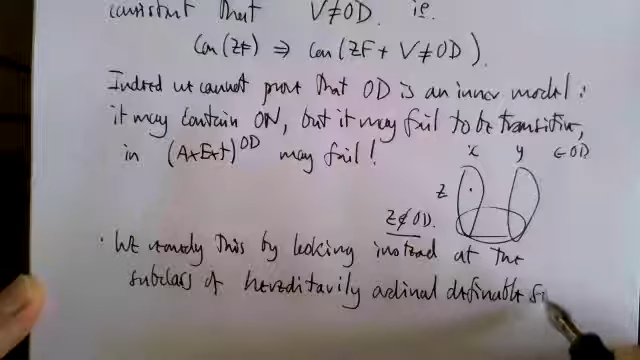 consistent that V≠OD. i.e.
Con(ZF) ⇒ Con(ZF + V≠OD).
Indeed we cannot prove that OD is an inner model :
it may contain ON, but it may fail to be transitive,
in (AxExt)^OD may fail!
x y ∈OD
z
z∉OD.
· We remedy this by looking instead at the
subclass of hereditarily ordinal definable s